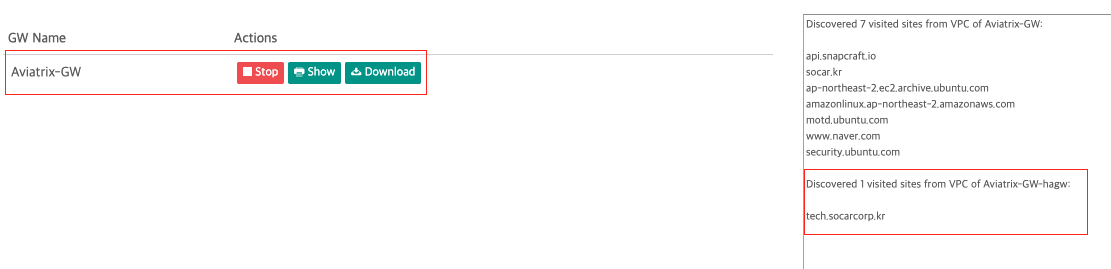 GW Name Actions
Aviatrix-GW Stop Show Download
Discovered 7 visited sites from VPC of Aviatrix-GW:
api.snapcraft.io
socar.kr
ap-northeast-2.ec2.archive.ubuntu.com
amazonlinux.ap-northeast-2.amazonaws.com
motd.ubuntu.com
www.naver.com
security.ubuntu.com
Discovered 1 visited sites from VPC of Aviatrix-GW-hagw:
tech.socarcorp.kr